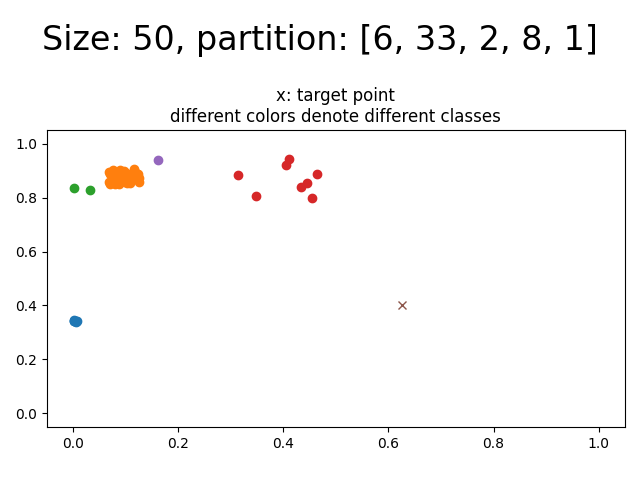 Size: 50, partition: [6, 33, 2, 8, 1]
x: target point
different colors denote different classes
1.0
0.8
0.6
0.4
0.2
0.0
0.0 0.2 0.4 0.6 0.8 1.0